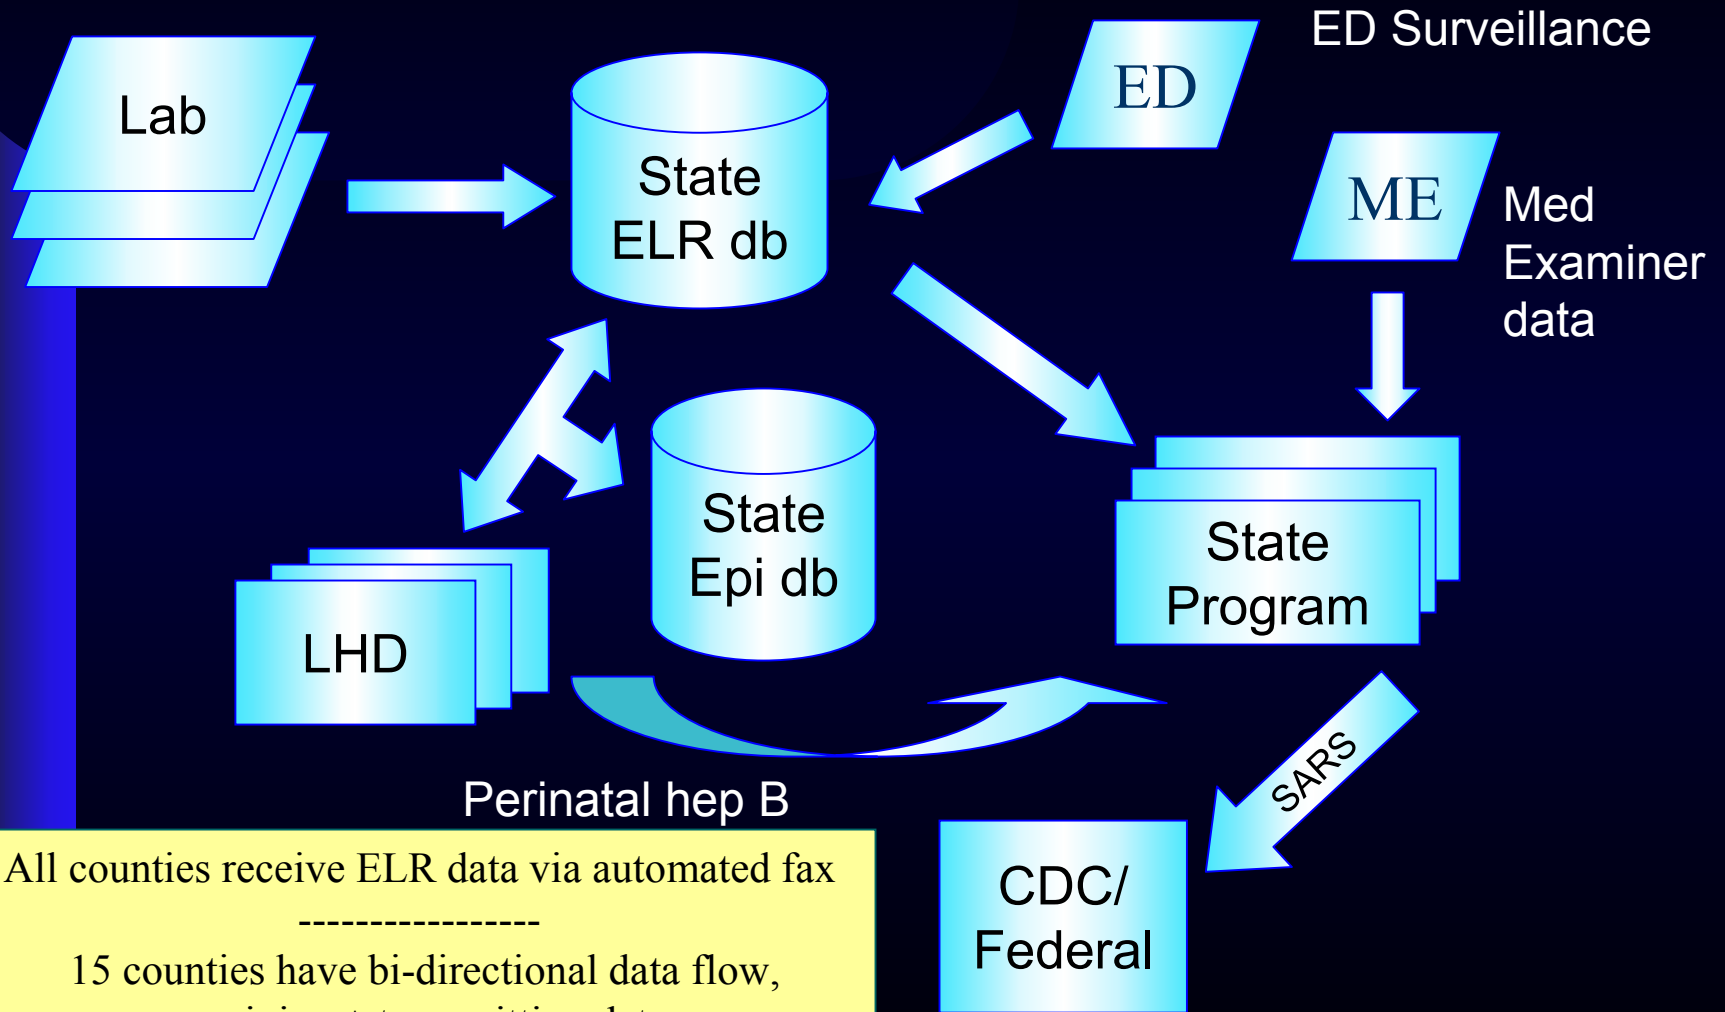 ED Surveillance
Lab
ED
State
ELR db
ME
Med
Examiner
data
State
Epi db
State
Program
LHD
SARS
Perinatal hep B
All counties receive ELR data via automated fax
-----------------
15 counties have bi-directional data flow,
CDC/
Federal